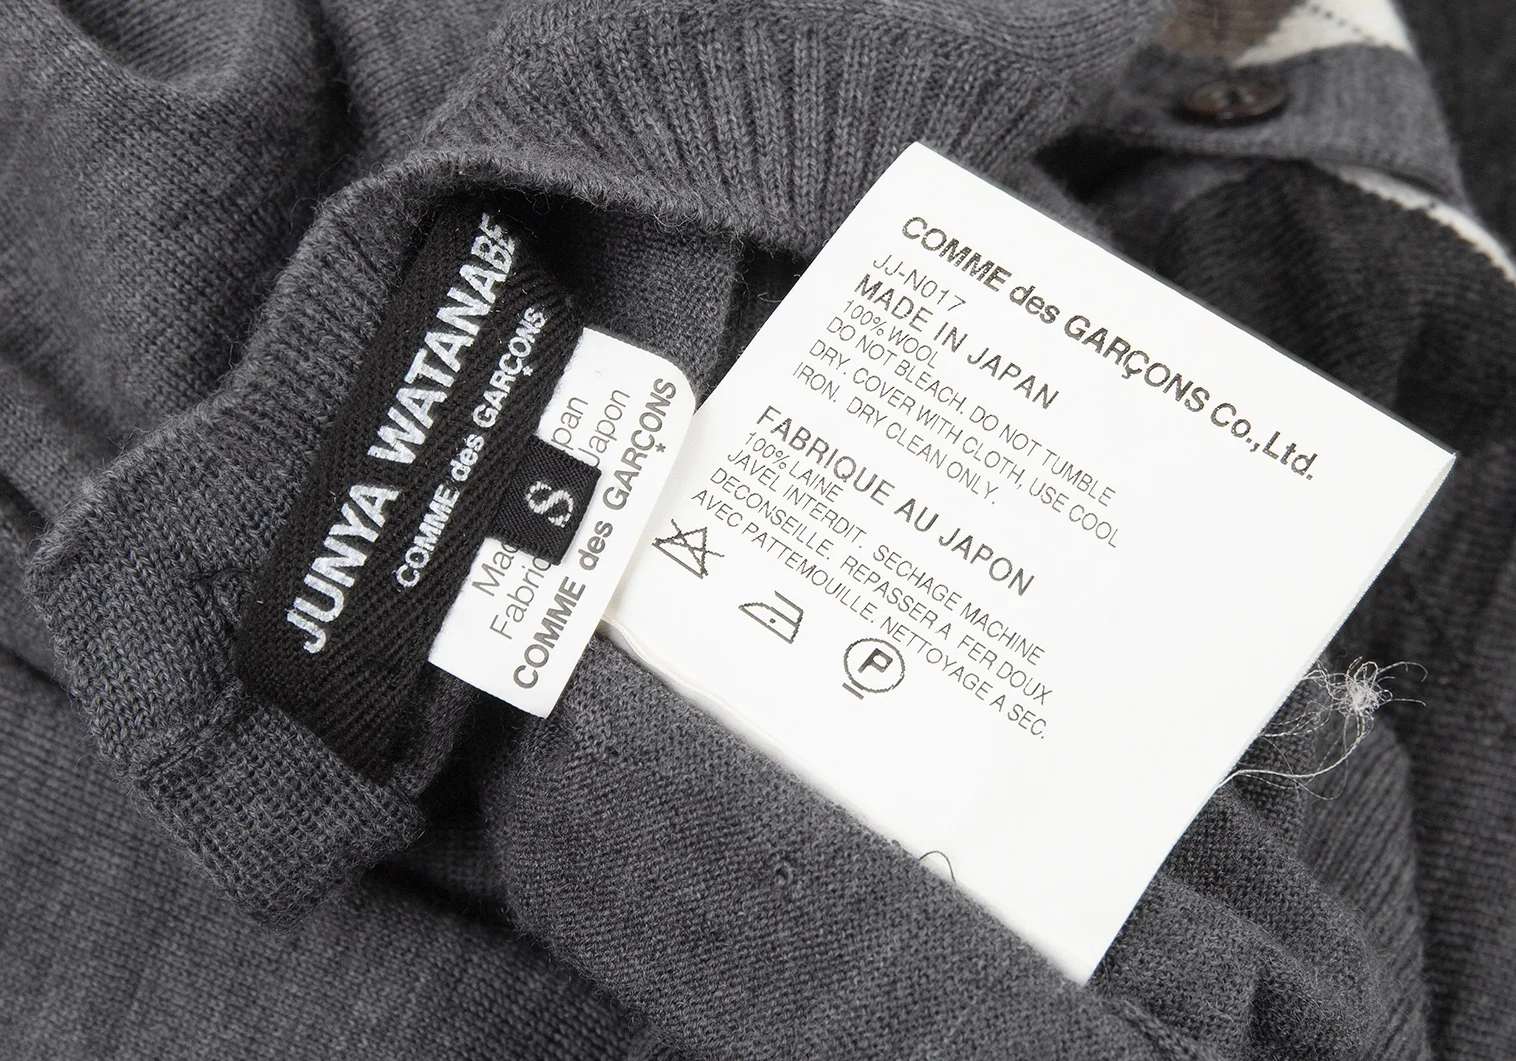 JUNYA WATANABE
COMME des GARÇONS
S
Japon
COMME des GARÇONS
COMME des GARÇONS Co.,Ltd.
JJ-N017
MADE IN JAPAN
100% WOOL
DO NOT BLEACH. DO NOT TUMBLE
DRY. COVER WITH CLOTH, USE COOL
IRON. DRY CLEAN ONLY.
FABRIQUE AU JAPON
100% LAINE
JAVEL INTERDIT. SECHAGE MACHINE
DECONSEILLE. REPASSER A FER DOUX
AVEC PATTEMOUILLE. NETTOYAGE A SEC.
P